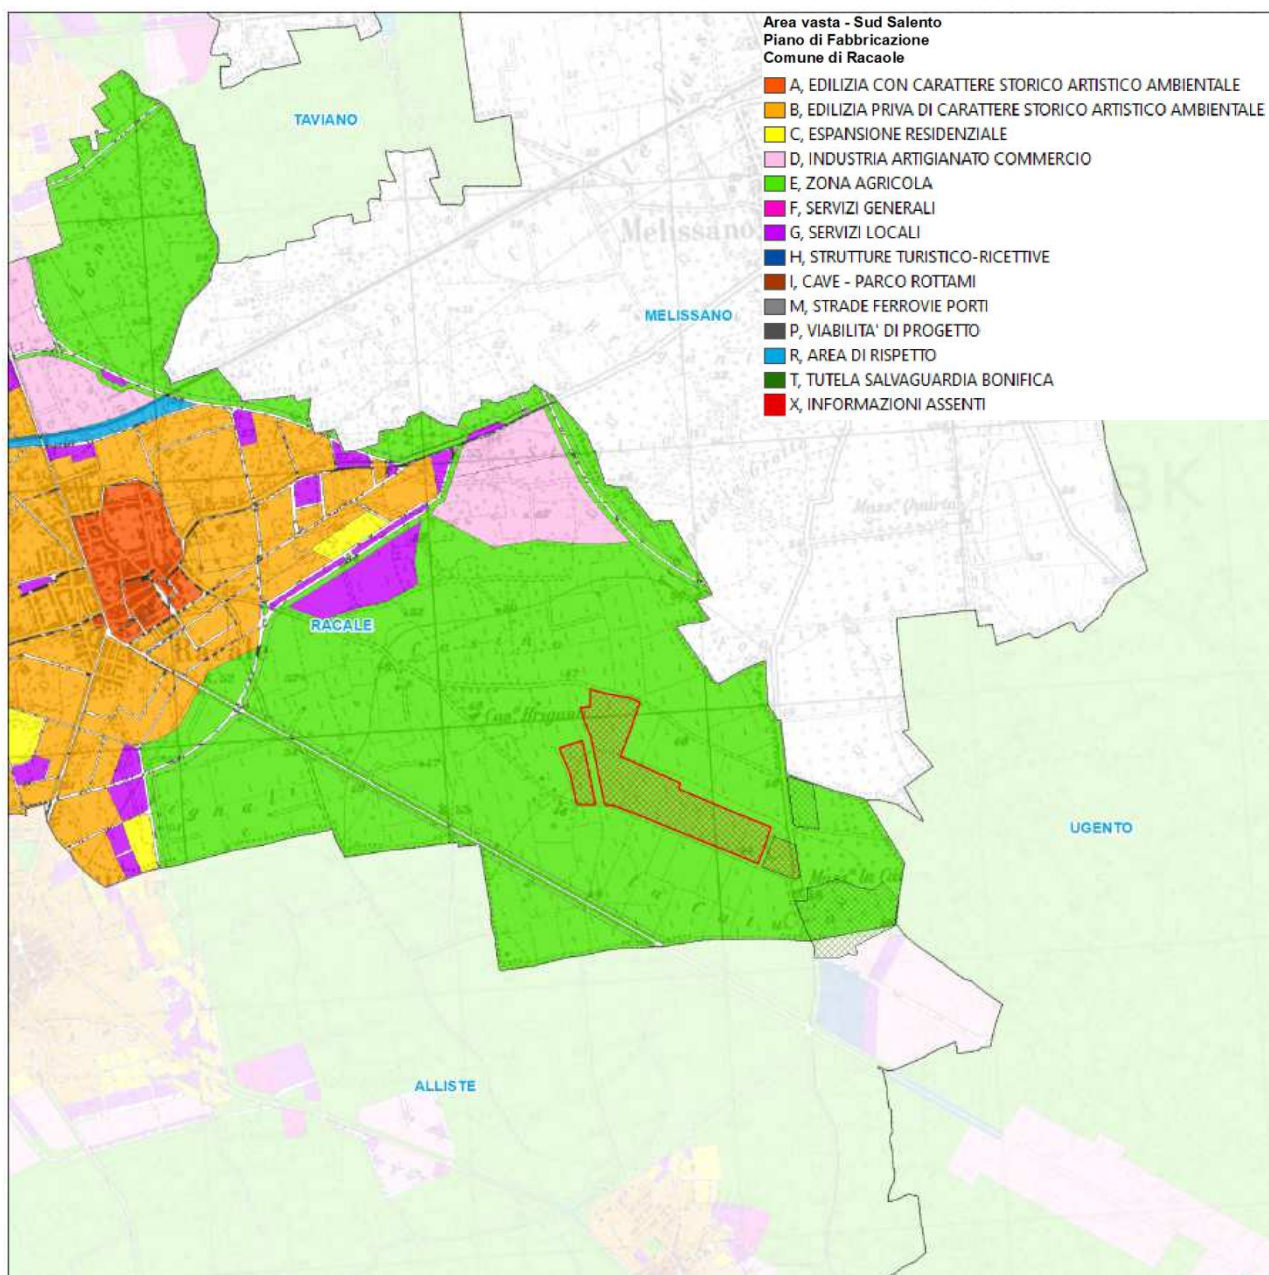 Area vasta - Sud Salento
Piano di Fabbricazione
Comune di Racaole
A, EDILIZIA CON CARATTERE STORICO ARTISTICO AMBIENTALE
B, EDILIZIA PRIVA DI CARATTERE STORICO ARTISTICO AMBIENTALE
C, ESPANSIONE RESIDENZIALE
D, INDUSTRIA ARTIGIANATO COMMERCIO
E, ZONA AGRICOLA
F, SERVIZI GENERALI
G, SERVIZI LOCALI
H, STRUTTURE TURISTICO-RICETTIVE
I, CAVE - PARCO ROTTAMI
M, STRADE FERROVIE PORTI
P, VIABILITA' DI PROGETTO
R, AREA DI RISPETTO
T, TUTELA SALVAGUARDIA BONIFICA
X, INFORMAZIONI ASSENTI
TAVIANO
Melissano
MELISSANO
RACALE
UGENTO
ALLISTE